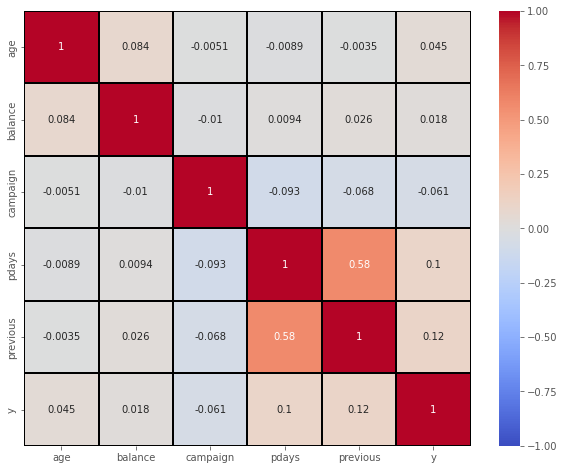 age 1 0.084 -0.0051 -0.0089 -0.0035 0.045
balance 0.084 1 -0.01 0.0094 0.026 0.018
campaign -0.0051 -0.01 1 -0.093 -0.068 -0.061
pdays -0.0089 0.0094 -0.093 1 0.58 0.1
previous -0.0035 0.026 -0.068 0.58 1 0.12
y 0.045 0.018 -0.061 0.1 0.12 1
age balance campaign pdays previous y
1.00
0.75
0.50
0.25
0.00
−0.25
−0.50
−0.75
−1.00